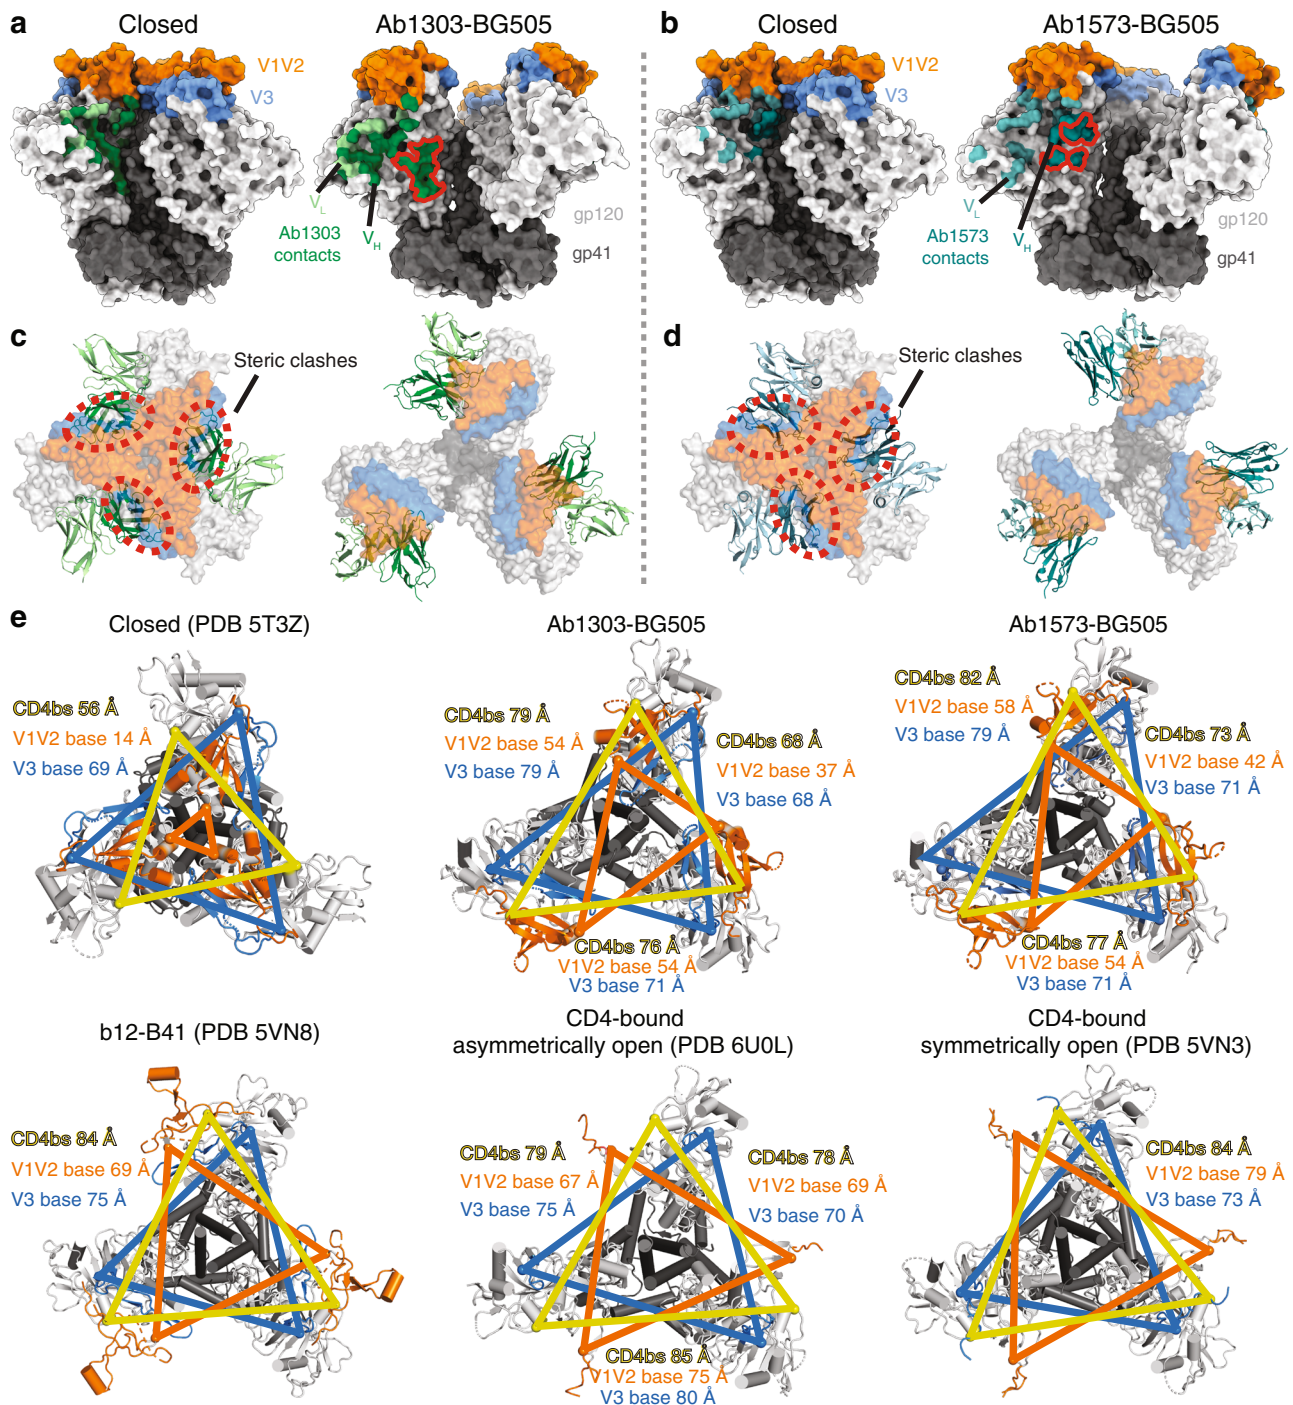 a
Closed
Ab1303-BG505
V1V2
V3
VL
VH
Ab1303
contacts
gp120
gp41
b
Closed
Ab1573-BG505
V1V2
V3
VL
VH
Ab1573
contacts
gp120
gp41
c
Steric clashes
d
Steric clashes
e
Closed (PDB 5T3Z)
CD4bs 56 Å
V1V2 base 14 Å
V3 base 69 Å
Ab1303-BG505
CD4bs 79 Å
V1V2 base 54 Å
V3 base 79 Å
CD4bs 68 Å
V1V2 base 37 Å
V3 base 68 Å
CD4bs 76 Å
V1V2 base 54 Å
V3 base 71 Å
Ab1573-BG505
CD4bs 82 Å
V1V2 base 58 Å
V3 base 79 Å
CD4bs 73 Å
V1V2 base 42 Å
V3 base 71 Å
CD4bs 77 Å
V1V2 base 54 Å
V3 base 71 Å
b12-B41 (PDB 5VN8)
CD4bs 84 Å
V1V2 base 69 Å
V3 base 75 Å
CD4-bound
asymmetrically open (PDB 6U0L)
CD4bs 79 Å
V1V2 base 67 Å
V3 base 75 Å
CD4bs 78 Å
V1V2 base 69 Å
V3 base 70 Å
CD4bs 85 Å
V1V2 base 75 Å
V3 base 80 Å
CD4-bound
symmetrically open (PDB 5VN3)
CD4bs 84 Å
V1V2 base 79 Å
V3 base 73 Å